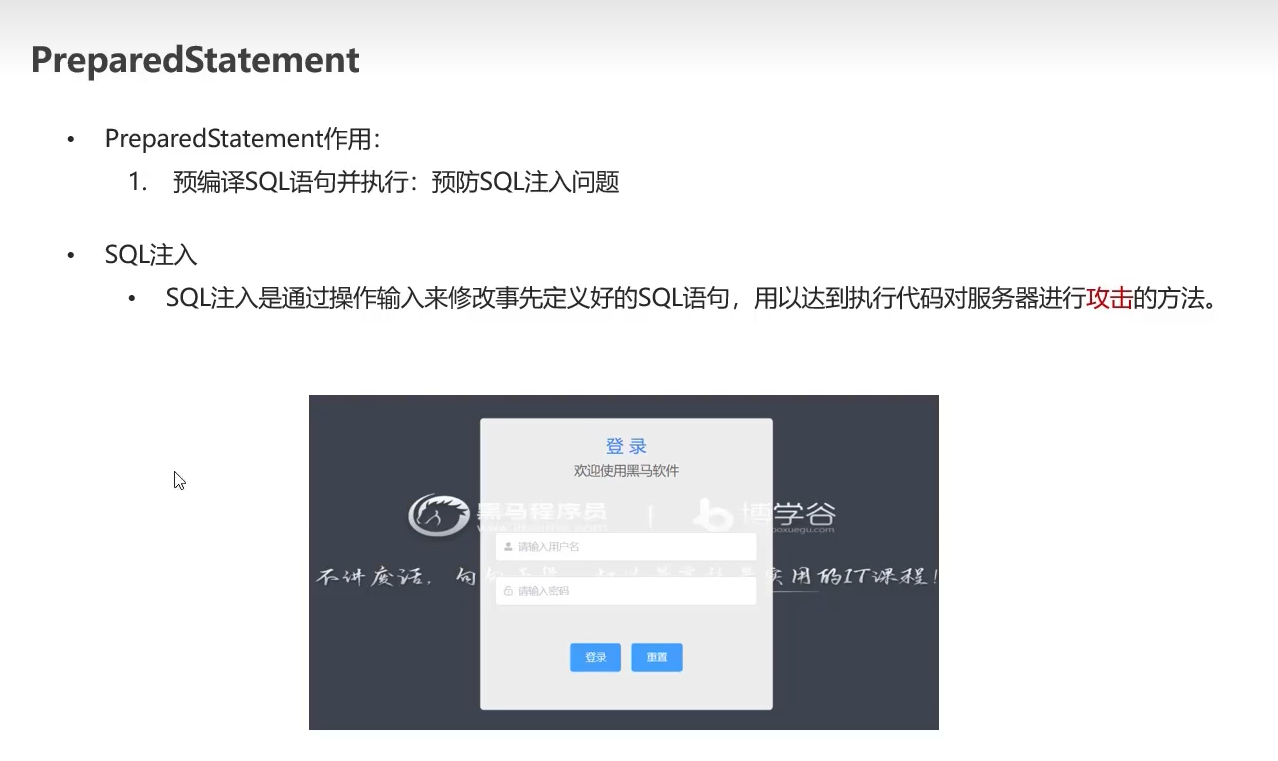 PreparedStatement
• PreparedStatement作用：
1. 预编译SQL语句并执行：预防SQL注入问题
• SQL注入
• SQL注入是通过操作输入来修改事先定义好的SQL语句，用以达到执行代码对服务器进行攻击的方法。
登 录
欢迎使用黑马软件
黑马程序员 | 博学谷
boxuegu.com
请输入用户名
不讲废话，句句
实用的IT课程！
请输入密码
登录 重置